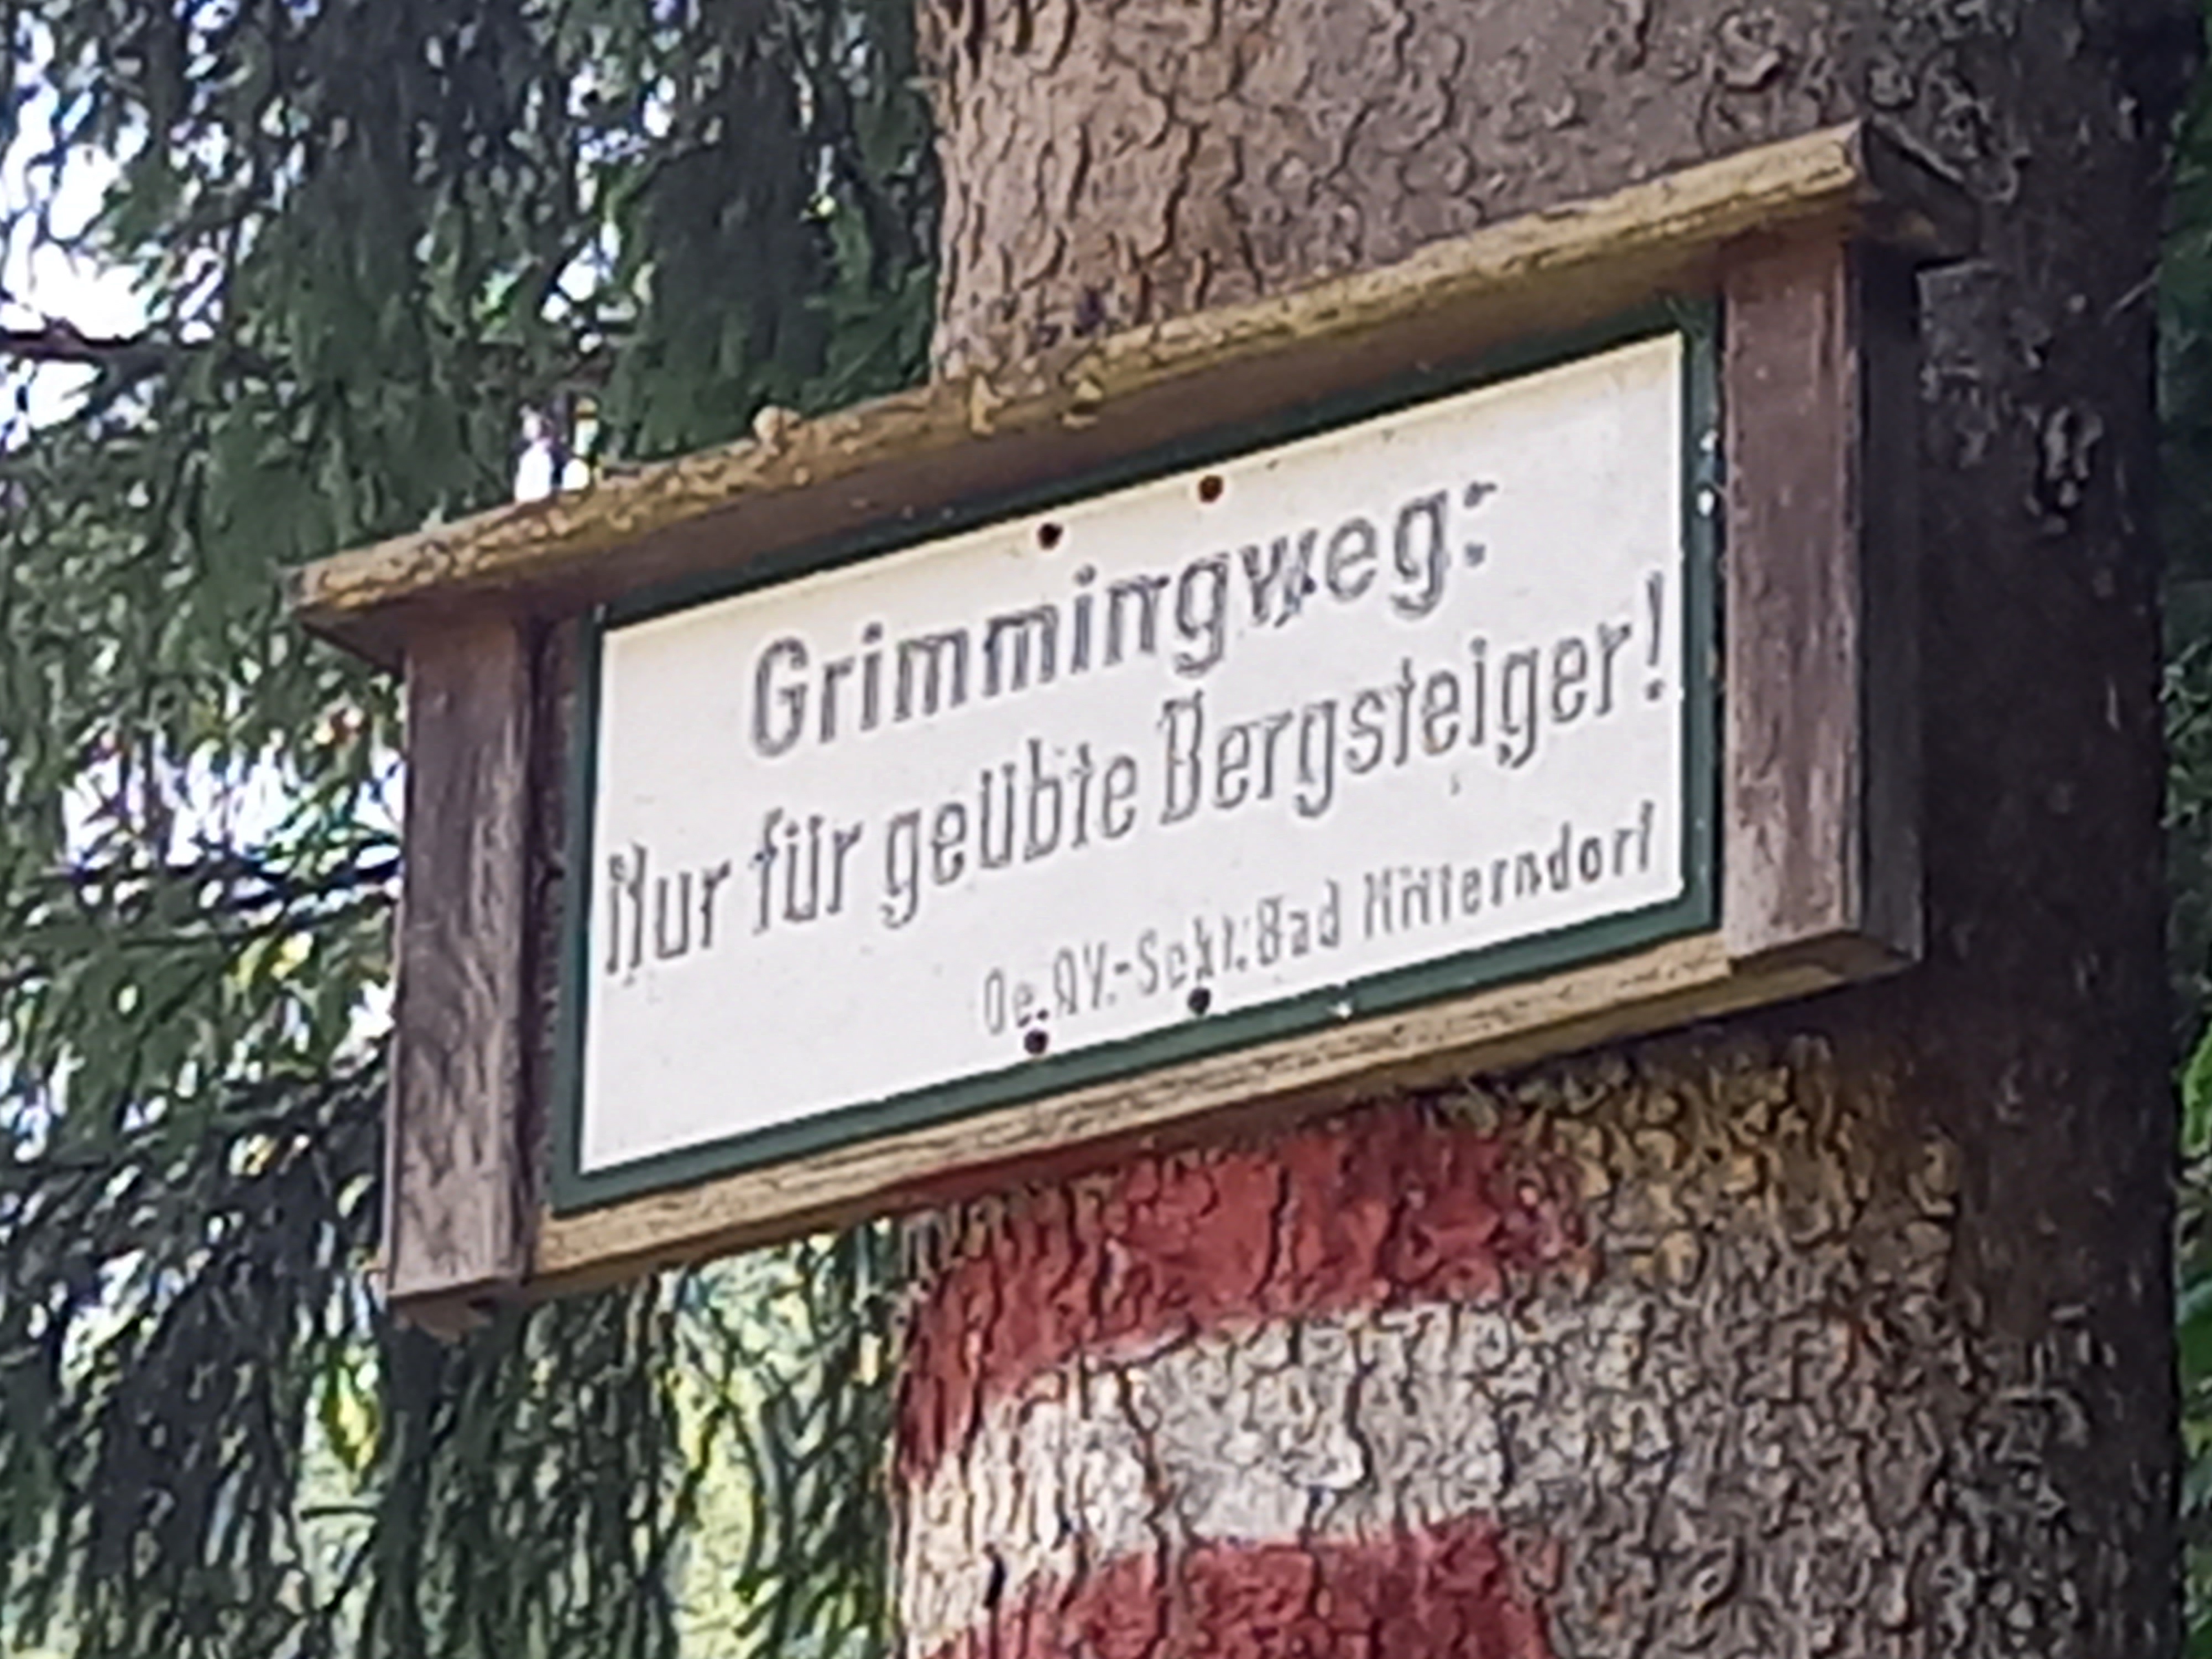 Grimmingweg:
Nur für geübte Bergsteiger!
Oe.AV.-Sekt.Bad Mitterndorf